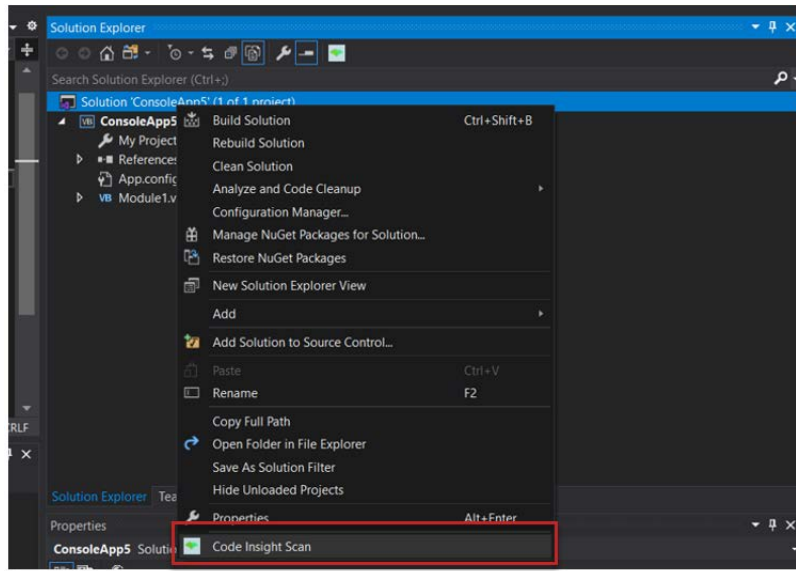 Solution Explorer
Search Solution Explorer (Ctrl+;)
Solution 'ConsoleApp5' (1 of 1 project)
ConsoleApp5
My Project
References
App.config
VB Module1.v
Build Solution Ctrl+Shift+B
Rebuild Solution
Clean Solution
Analyze and Code Cleanup
Configuration Manager...
Manage NuGet Packages for Solution...
Restore NuGet Packages
New Solution Explorer View
Add
Add Solution to Source Control...
Paste Ctrl+V
Rename F2
Copy Full Path
Open Folder in File Explorer
Save As Solution Filter
Hide Unloaded Projects
Properties Alt+Enter
Code Insight Scan
CRLF
Solution Explorer Tea
Properties
ConsoleApp5 Solutio